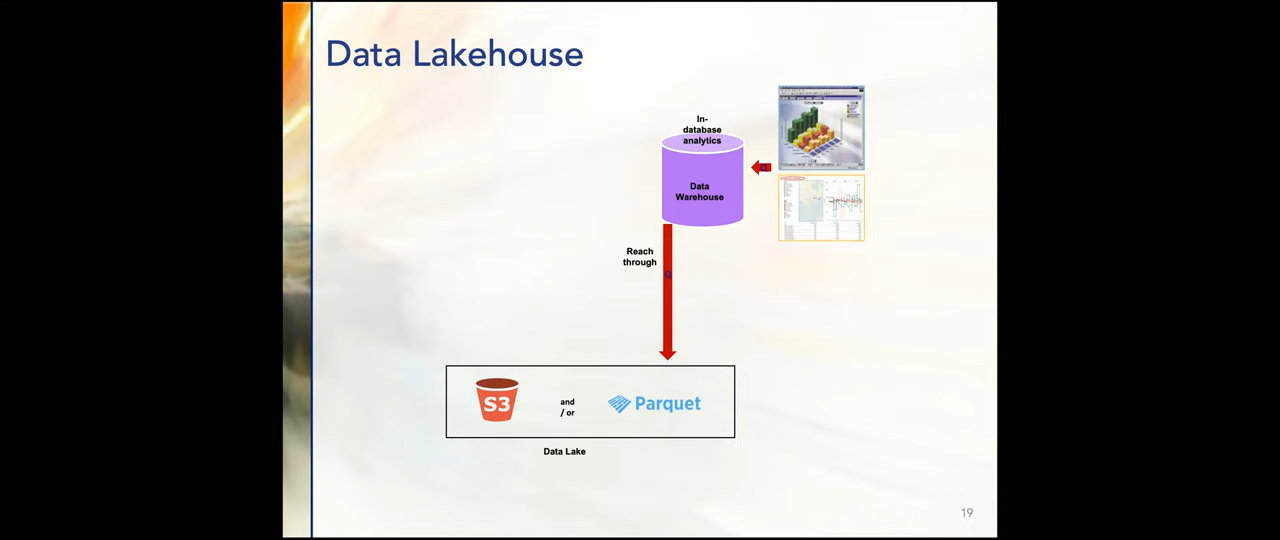 Data Lakehouse
In-
database
analytics
Data
Warehouse
Reach
through
Q
Q
S3
and
/ or
Parquet
Data Lake
19